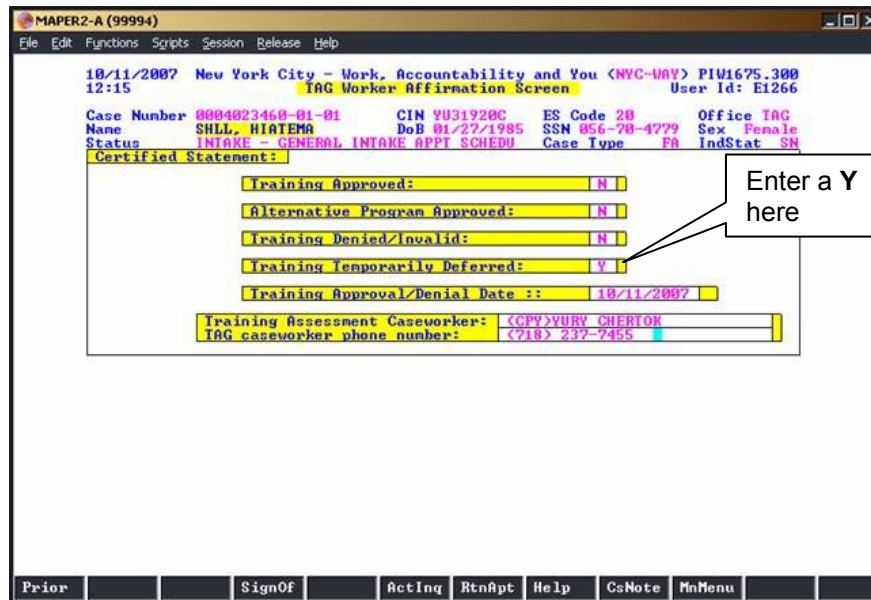 MAPER2-A (99994)
File Edit Functions Scripts Session Release Help
10/11/2007 New York City - Work, Accountability and You <NYC-WAY> PIW1675.300
12:15 TAG Worker Affirmation Screen User Id: E1266
Case Number 0004023460-01-01 CIN YU31920C ES Code 20 Office TAG
Name SHLL, HIATEMA DoB 01/27/1985 SSN 056-70-4779 Sex Female
Status INTAKE - GENERAL INTAKE APPT SCHEDU Case Type FA IndStat SN
Certified Statement:
Training Approved: N
Alternative Program Approved: N
Training Denied/Invalid: N
Training Temporarily Deferred: Y
Training Approval/Denial Date :: 10/11/2007
Training Assessment Caseworker: (CPY)YURY CHERTOK
TAG caseworker phone number: (718) 237-7455
Enter a Y
here
Prior SignOf ActInq RtnApt Help CsNote MnMenu